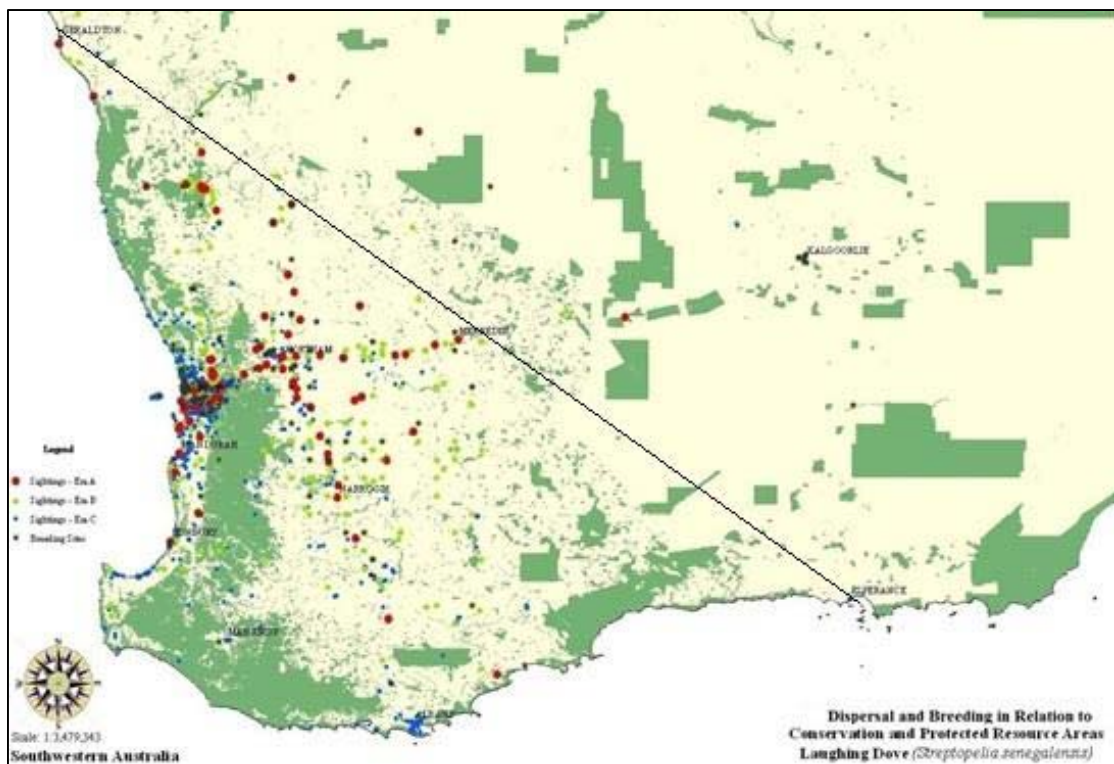 GERALDTON
KALGOORLIE
MERREDIN
NORTHAM
MANDURAH
Legend
Sightings - Era A
Sightings - Era B
Sightings - Era C
Breeding Sites
NARROGIN
BUNBURY
ESPERANCE
MANJIMUP
ALBANY
Scale: 1:3,479,343
Southwestern Australia
Dispersal and Breeding in Relation to
Conservation and Protected Resource Areas
Laughing Dove (Streptopelia senegalensis)